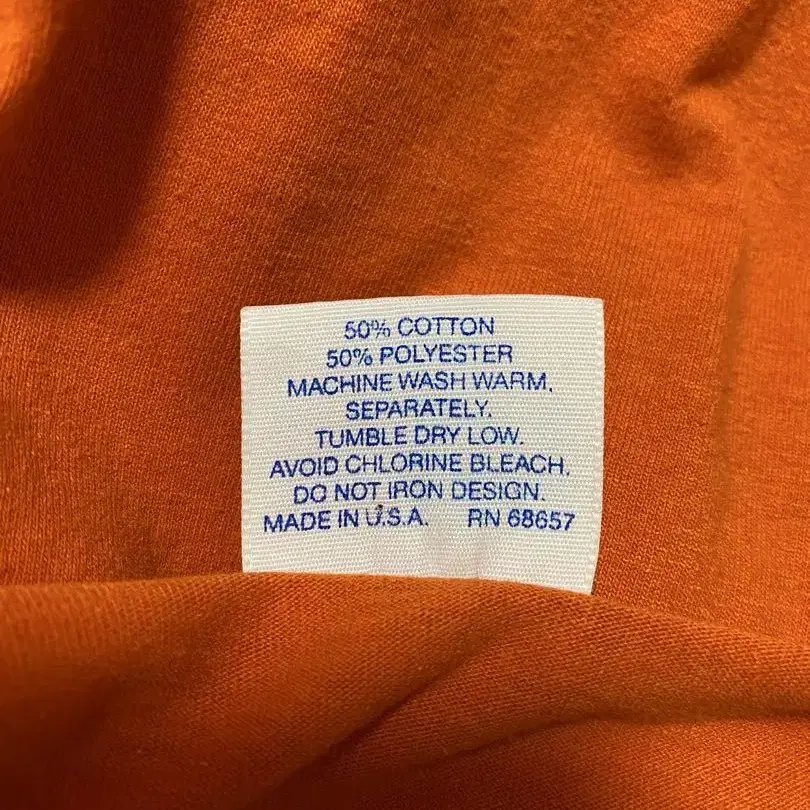 50% COTTON
50% POLYESTER
MACHINE WASH WARM.
SEPARATELY.
TUMBLE DRY LOW.
AVOID CHLORINE BLEACH.
DO NOT IRON DESIGN.
MADE IN U.S.A. RN 68657